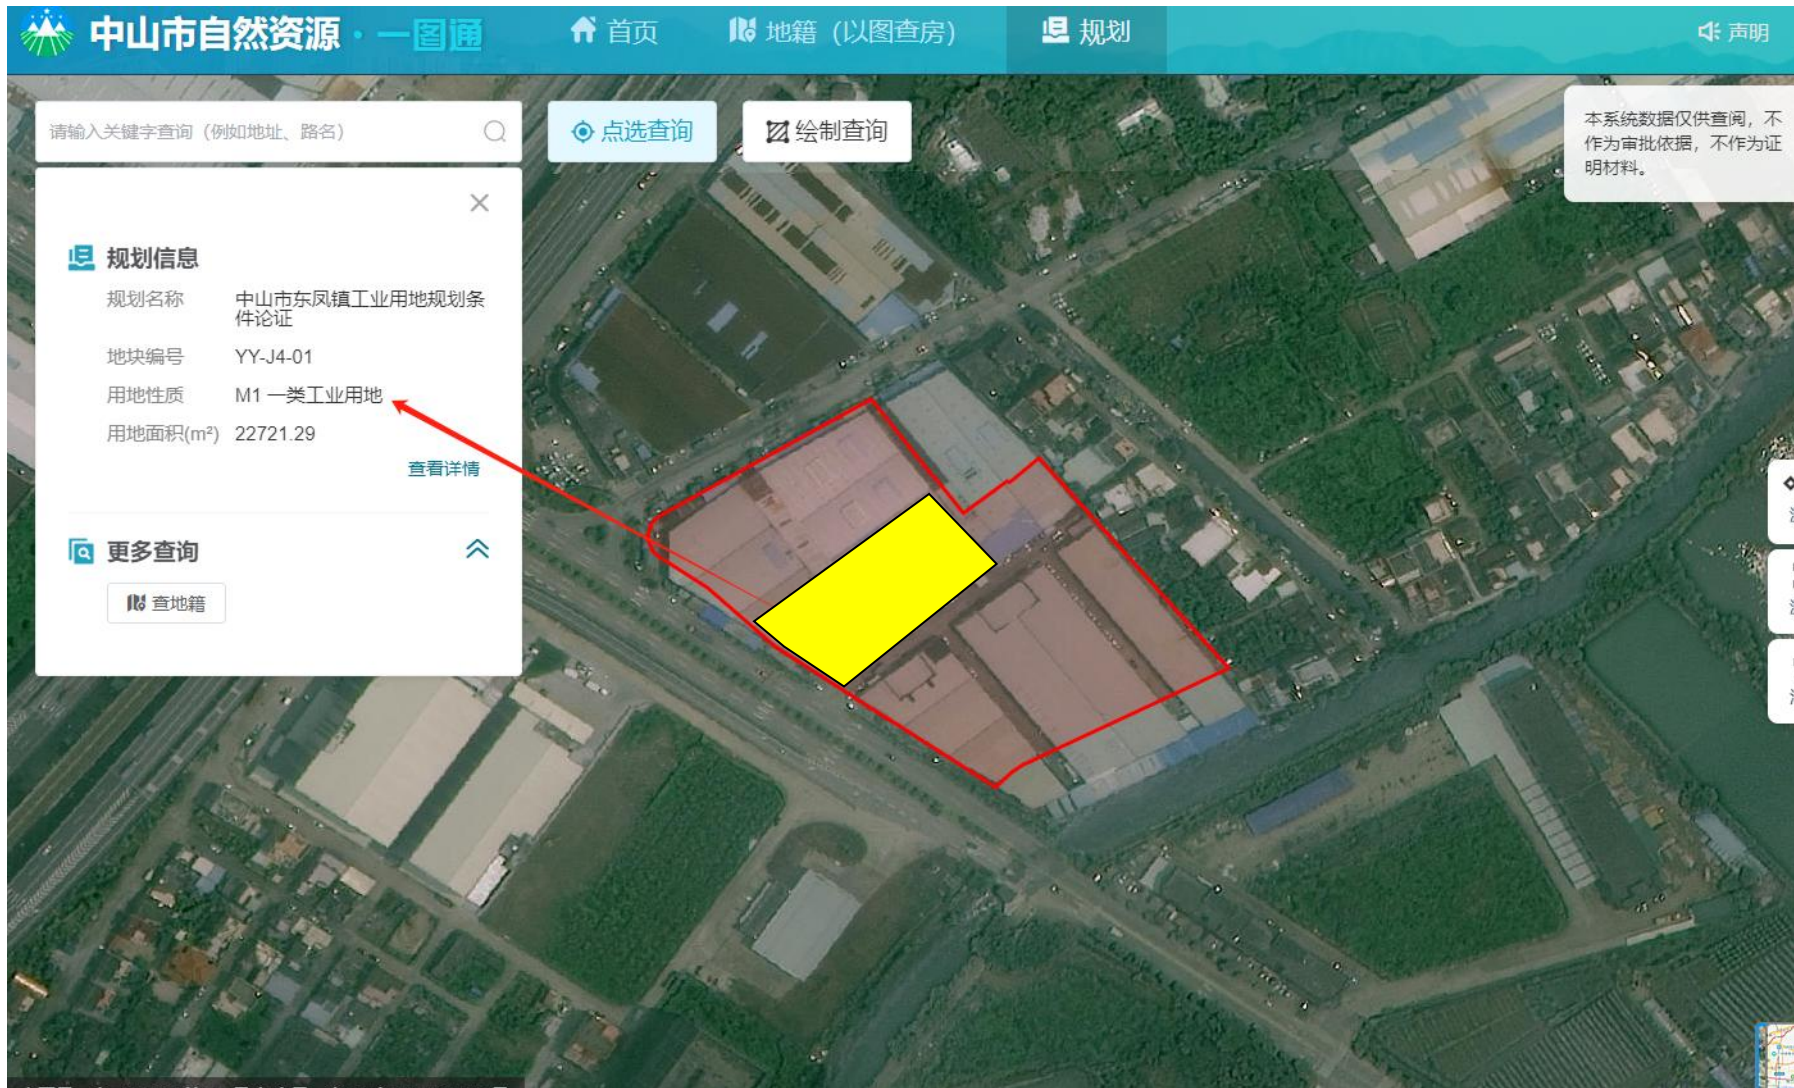 中山市自然资源·一图通
首页
地籍（以图查房）
规划
声明
请输入关键字查询（例如地址、路名）
点选查询
绘制查询
本系统数据仅供查阅，不
作为审批依据，不作为证
明材料。
规划信息
规划名称 中山市东凤镇工业用地规划条
件论证
地块编号 YY-J4-01
用地性质 M1 一类工业用地
用地面积(m²) 22721.29
查看详情
更多查询
查地籍